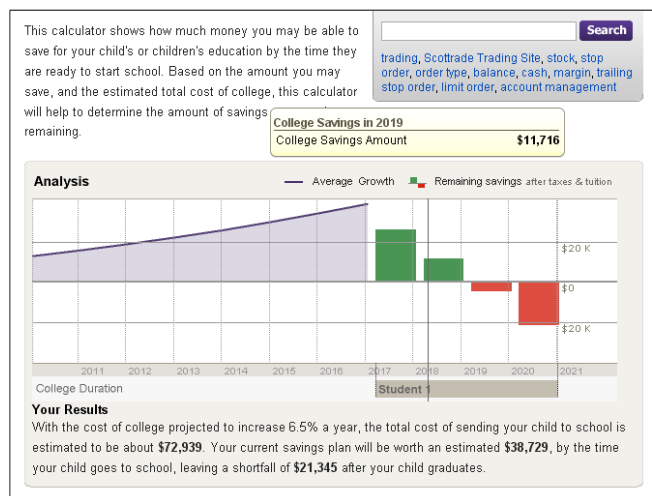 This calculator shows how much money you may be able to
save for your child's or children's education by the time they
are ready to start school. Based on the amount you may
save, and the estimated total cost of college, this calculator
will help to determine the amount of savings
remaining.
Search
trading, Scottrade Trading Site, stock, stop
order, order type, balance, cash, margin, trailing
stop order, limit order, account management
College Savings in 2019
College Savings Amount $11,716
Analysis
Average Growth
Remaining savings after taxes & tuition
$20 K
$0
$20 K
2011 2012 2013 2014 2015 2016 2017 2018 2019 2020 2021
College Duration
Student 1
Your Results
With the cost of college projected to increase 6.5% a year, the total cost of sending your child to school is
estimated to be about $72,939. Your current savings plan will be worth an estimated $38,729, by the time
your child goes to school, leaving a shortfall of $21,345 after your child graduates.